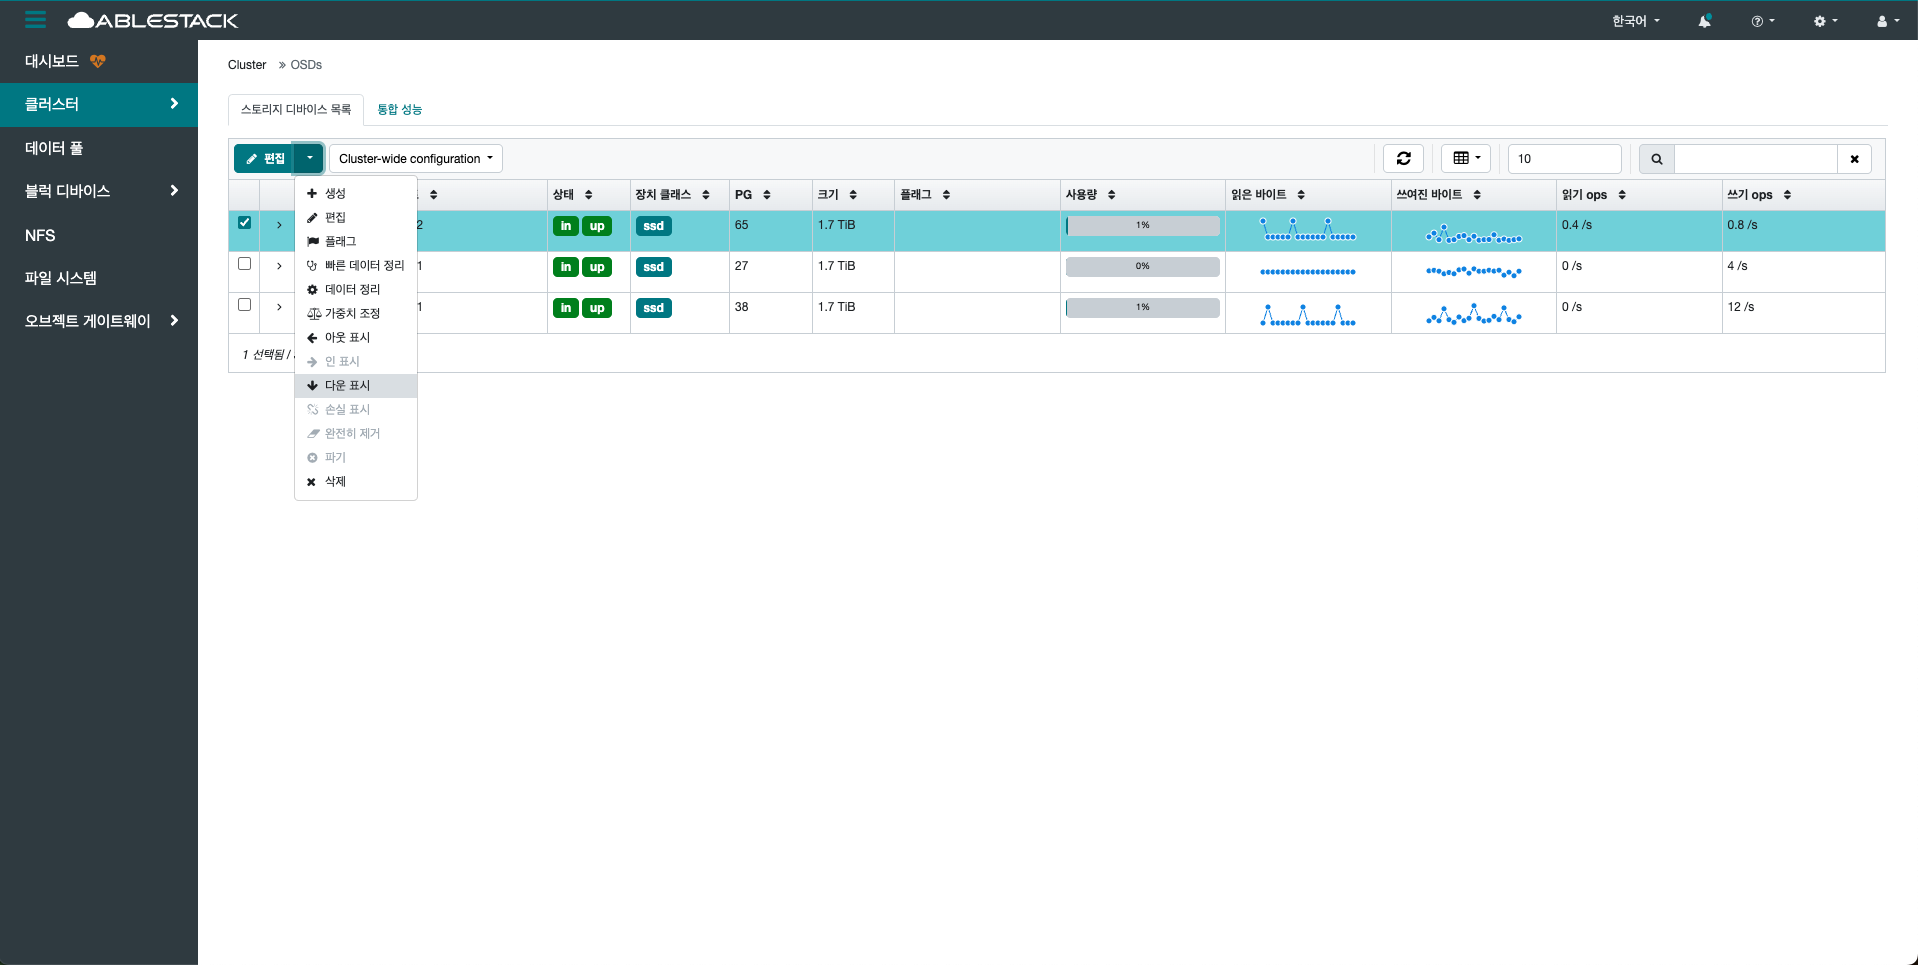 ABLESTACK
한국어
대시보드
클러스터
데이터 풀
블럭 디바이스
NFS
파일 시스템
오브젝트 게이트웨이
Cluster » OSDs
스토리지 디바이스 목록 통합 성능
편집 Cluster-wide configuration 10
상태 장치 클래스 PG 크기 플래그 사용량 읽은 바이트 쓰여진 바이트 읽기 ops 쓰기 ops
2 in up ssd 65 1.7 TiB 1% 0.4 /s 0.8 /s
1 in up ssd 27 1.7 TiB 0% 0 /s 4 /s
1 in up ssd 38 1.7 TiB 1% 0 /s 12 /s
1 선택됨 /
생성
편집
플래그
빠른 데이터 정리
데이터 정리
가중치 조정
아웃 표시
인 표시
다운 표시
손실 표시
완전히 제거
파기
삭제